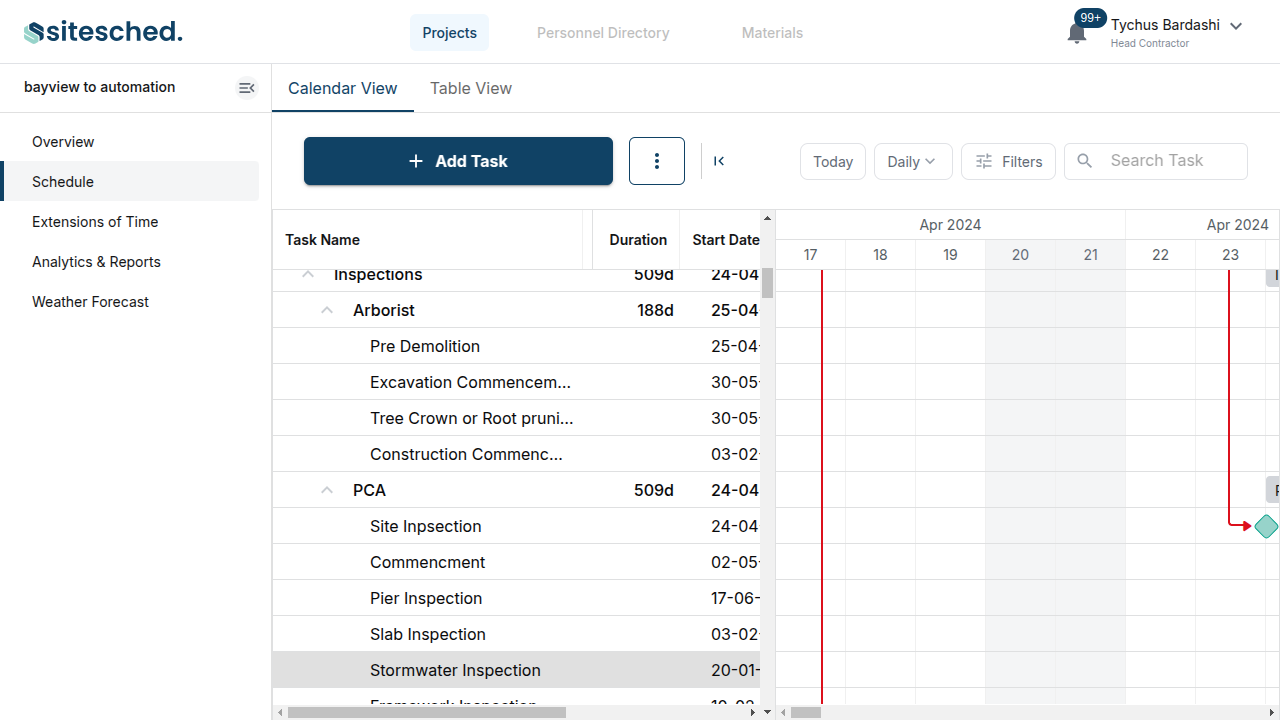 sitesched.
Projects
Personnel Directory
Materials
99+
Tychus Bardashi
Head Contractor
bayview to automation
Calendar View
Table View
Overview
Schedule
Extensions of Time
Analytics & Reports
Weather Forecast
Add Task
Today
Daily
Filters
Search Task
Task Name
Duration
Start Date
Apr 2024
Apr 2024
17
18
19
20
21
22
23
Inspections 509d 24-04
Arborist 188d 25-04
Pre Demolition 25-04-
Excavation Commencem... 30-05-
Tree Crown or Root pruni... 30-05-
Construction Commenc... 03-02-
PCA 509d 24-04
Site Inpsection 24-04
Commencment 02-05-
Pier Inspection 17-06-
Slab Inspection 03-02-
Stormwater Inspection 20-01-
Framework Inspection